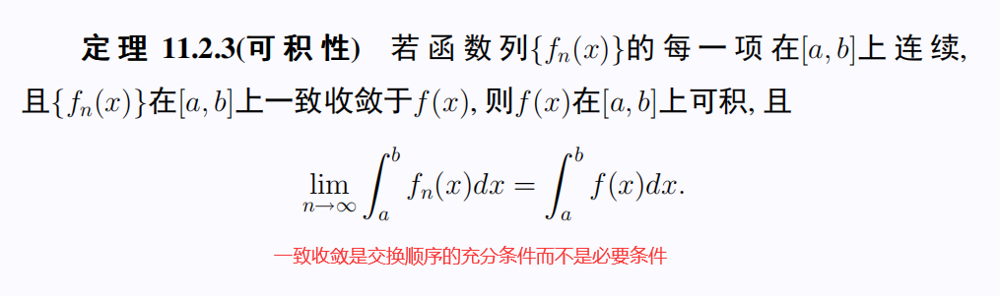 定理 11.2.3(可积性) 若函数列{fₙ(x)}的每一项在[a, b]上连续,
且{fₙ(x)}在[a, b]上一致收敛于f(x), 则f(x)在[a, b]上可积, 且
lim_{n→∞} ∫_a^b fₙ(x)dx = ∫_a^b f(x)dx.
一致收敛是交换顺序的充分条件而不是必要条件